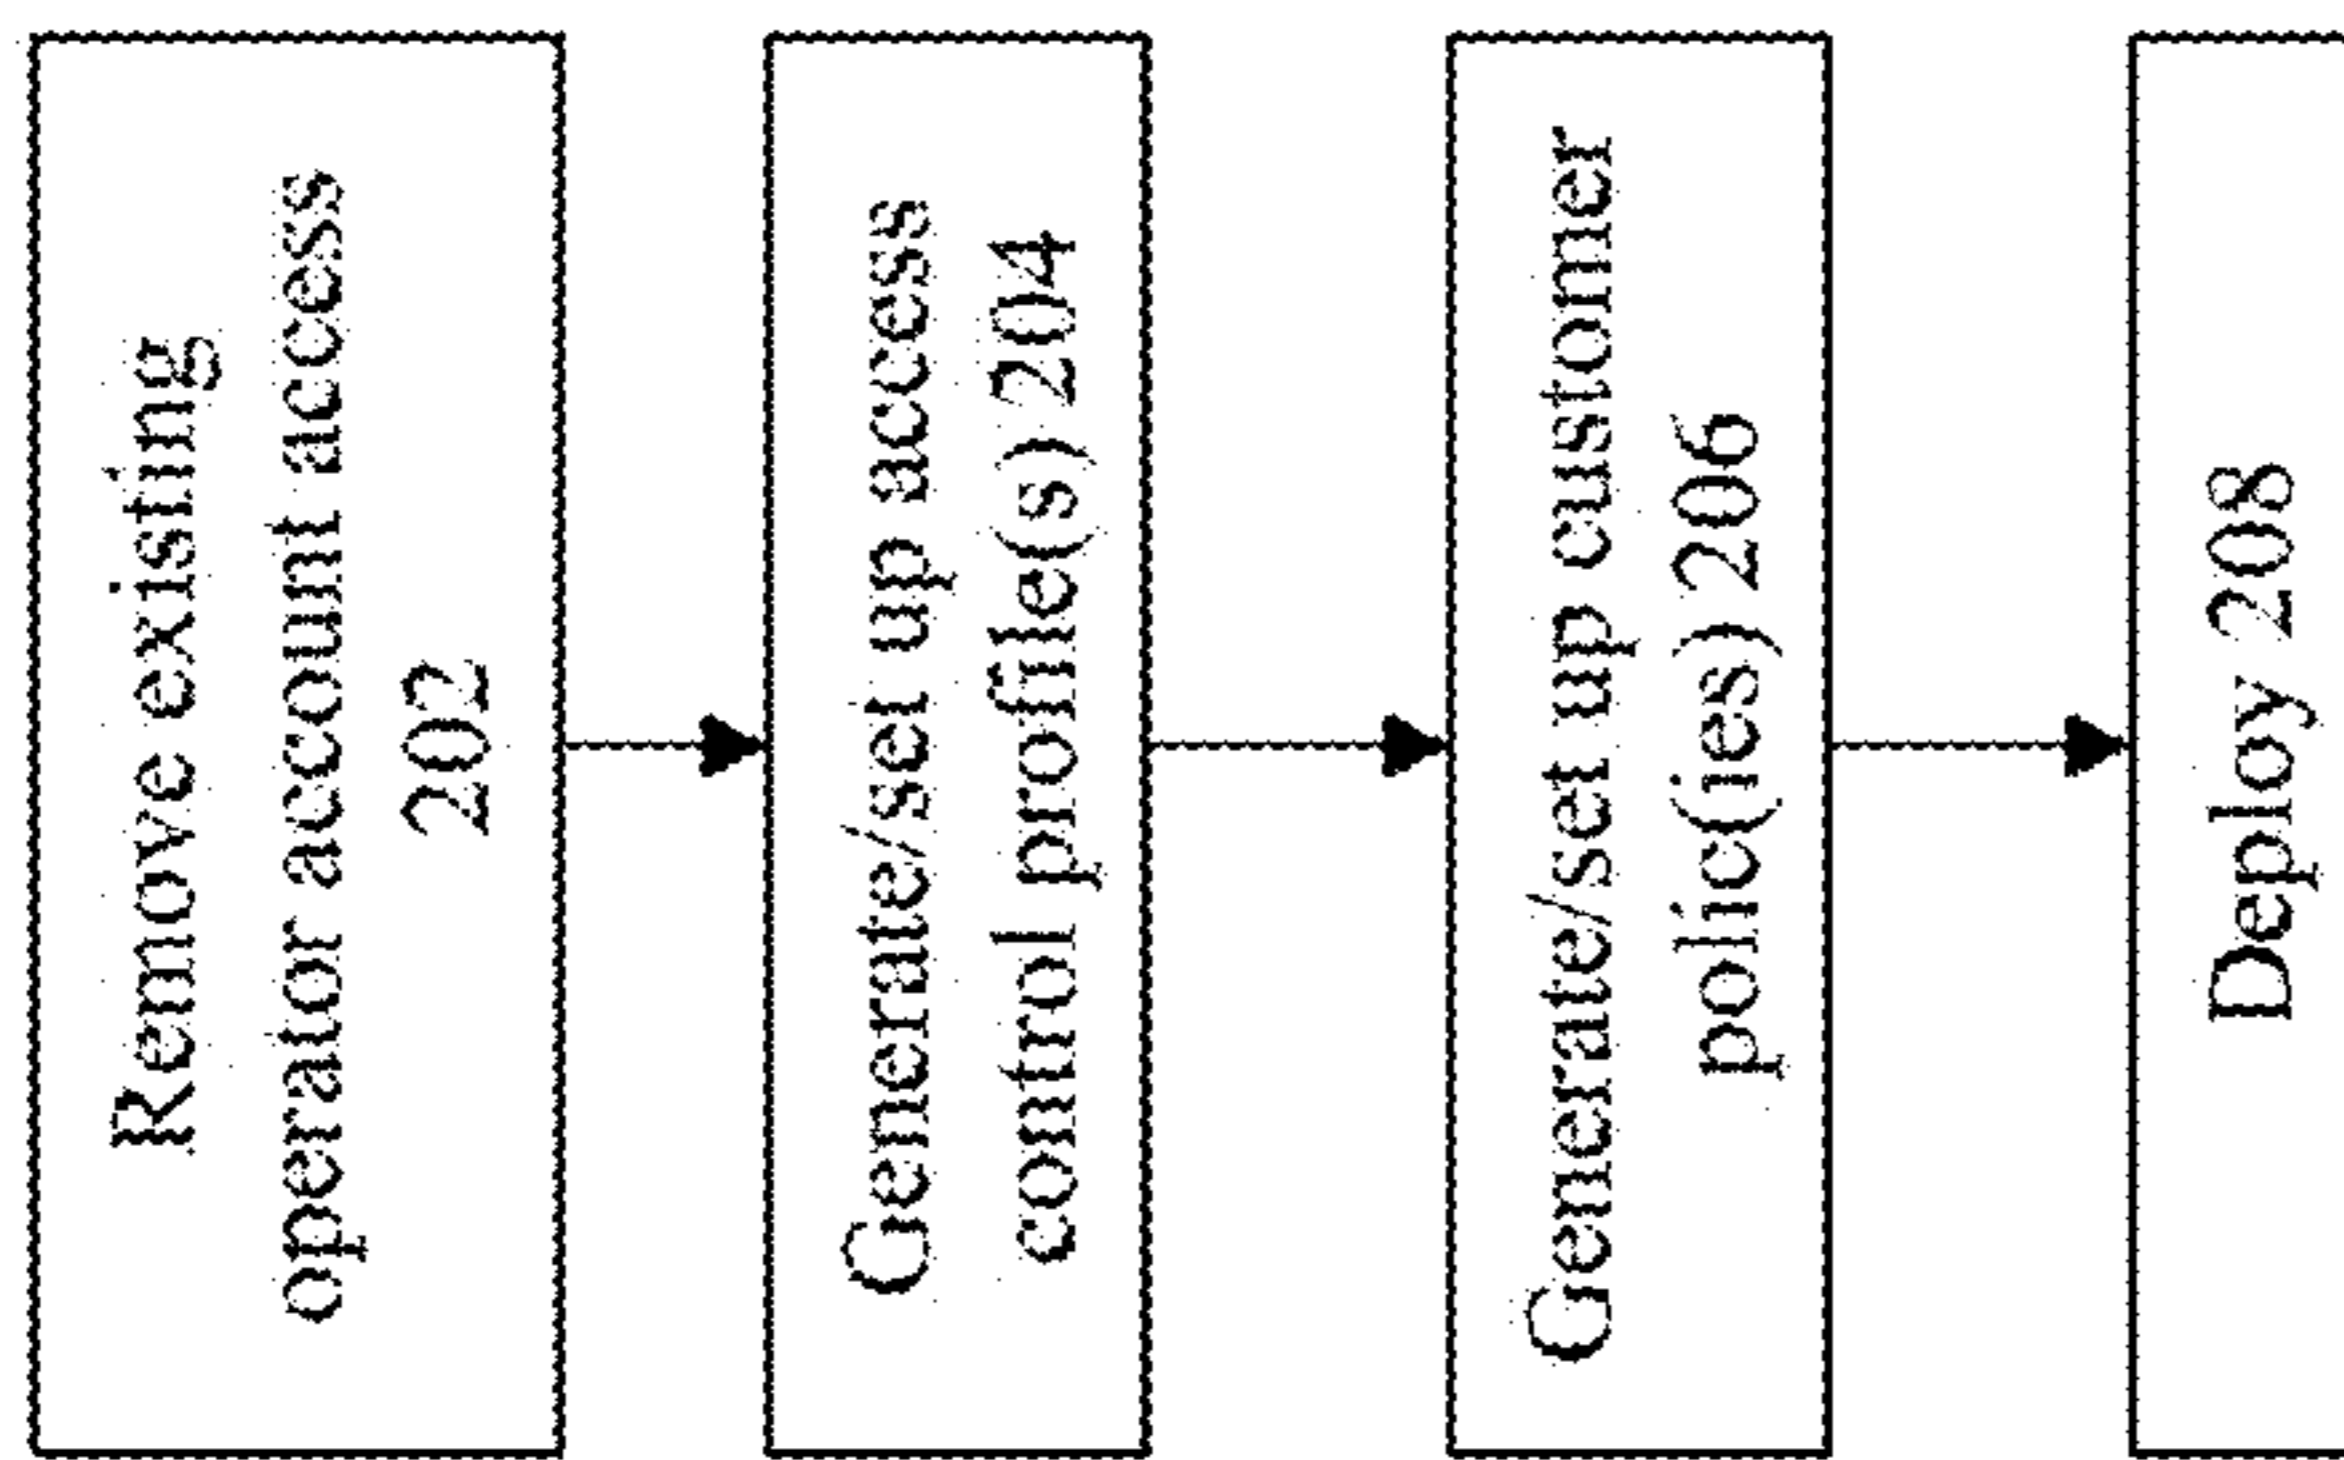 Remove existing
operator account access
202
Generate/set up access
control profile(s) 204
Generate/set up customer
polic(ies) 206
Deploy 208